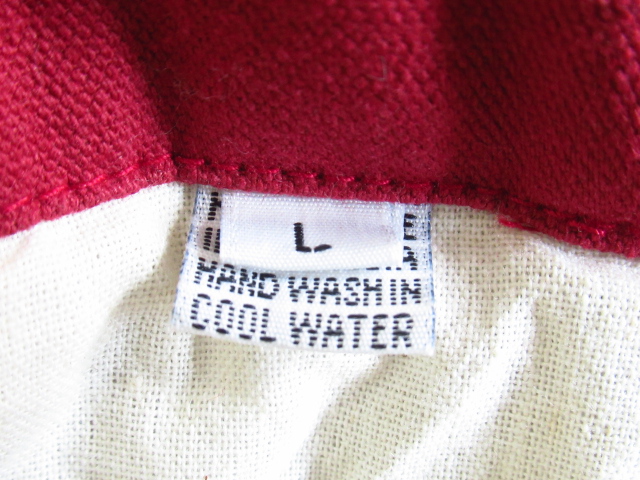 L
HAND WASH IN
COOL WATER